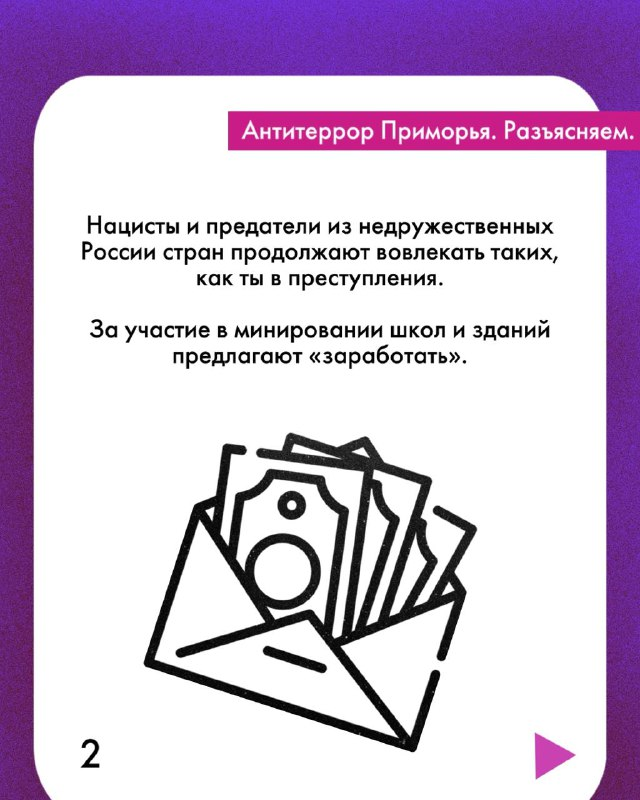 Антитеррор Приморья. Разъясняем.
Нацисты и предатели из недружественных
России стран продолжают вовлекать таких,
как ты в преступления.
За участие в минировании школ и зданий
предлагают «заработать».
2